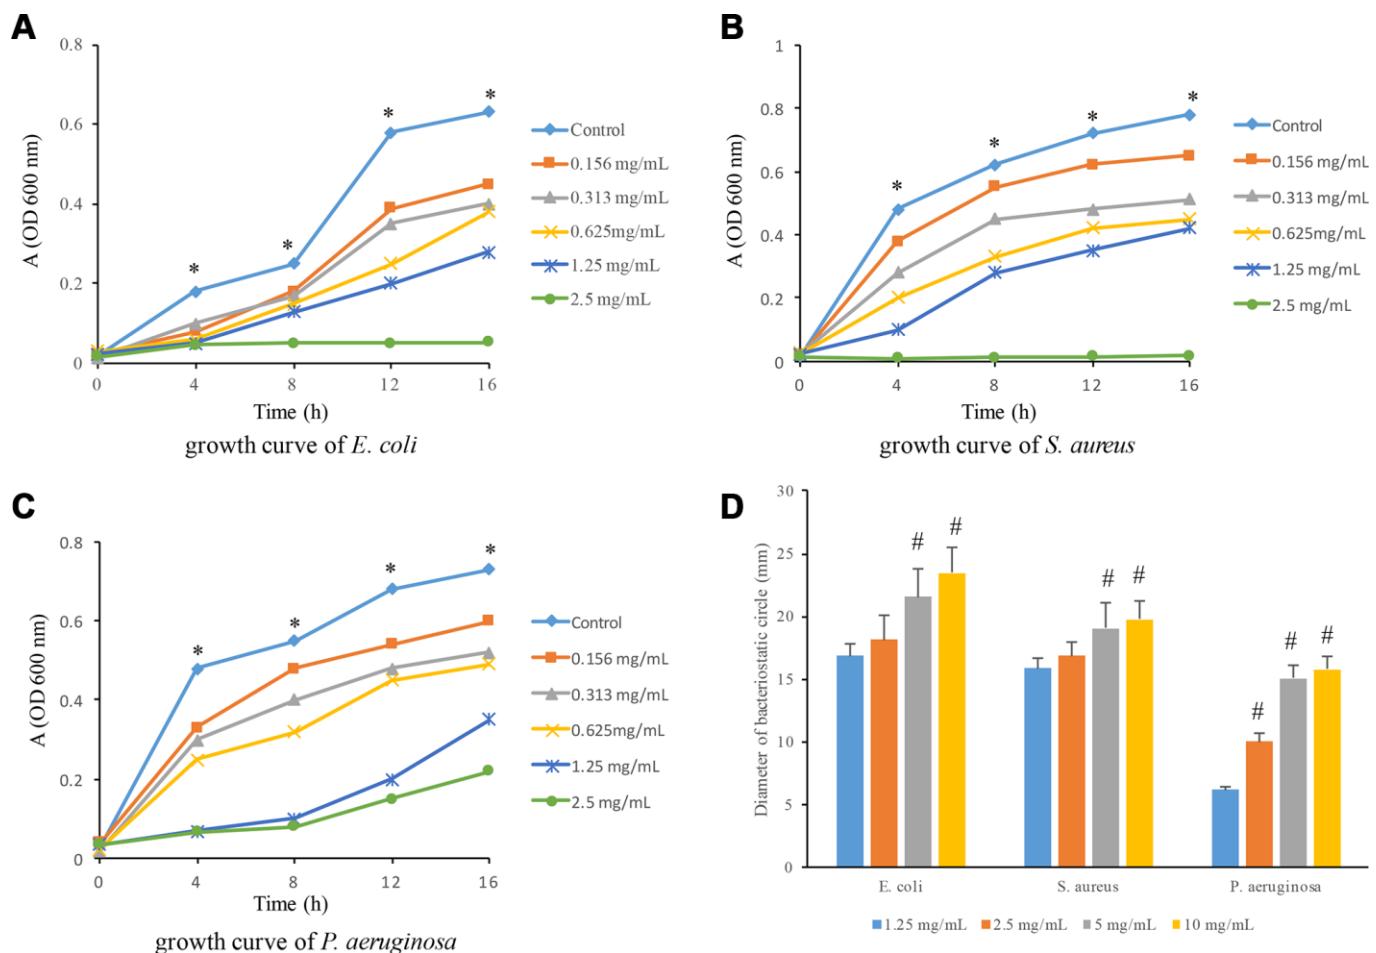 A
0.8
0.6
0.4
0.2
0
A (OD 600 nm)
* * * *
0 4 8 12 16
Time (h)
Control
0.156 mg/mL
0.313 mg/mL
0.625mg/mL
1.25 mg/mL
2.5 mg/mL
growth curve of E. coli
B
1
0.8
0.6
0.4
0.2
0
A (OD 600 nm)
* * * *
0 4 8 12 16
Time (h)
Control
0.156 mg/mL
0.313 mg/mL
0.625mg/mL
1.25 mg/mL
2.5 mg/mL
growth curve of S. aureus
C
0.8
0.6
0.4
0.2
0
A (OD 600 nm)
* * * *
0 4 8 12 16
Time (h)
Control
0.156 mg/mL
0.313 mg/mL
0.625mg/mL
1.25 mg/mL
2.5 mg/mL
growth curve of P. aeruginosa
D
30
25
20
15
10
5
0
Diameter of bacteriostatic circle (mm)
# # # # # # #
E. coli S. aureus P. aeruginosa
1.25 mg/mL 2.5 mg/mL 5 mg/mL 10 mg/mL